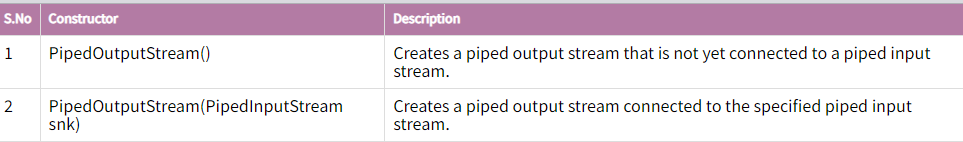 S.No Constructor Description
1 PipedOutputStream() Creates a piped output stream that is not yet connected to a piped input
stream.
2 PipedOutputStream(PipedInputStream Creates a piped output stream connected to the specified piped input
snk) stream.